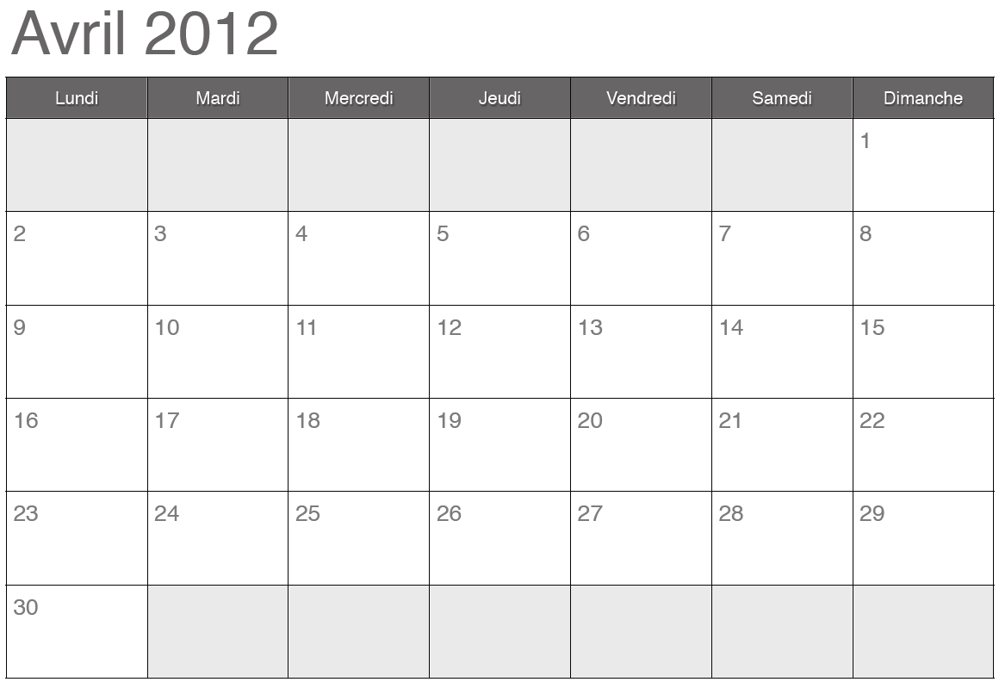 Avril 2012
Lundi Mardi Mercredi Jeudi Vendredi Samedi Dimanche
1
2 3 4 5 6 7 8
9 10 11 12 13 14 15
16 17 18 19 20 21 22
23 24 25 26 27 28 29
30